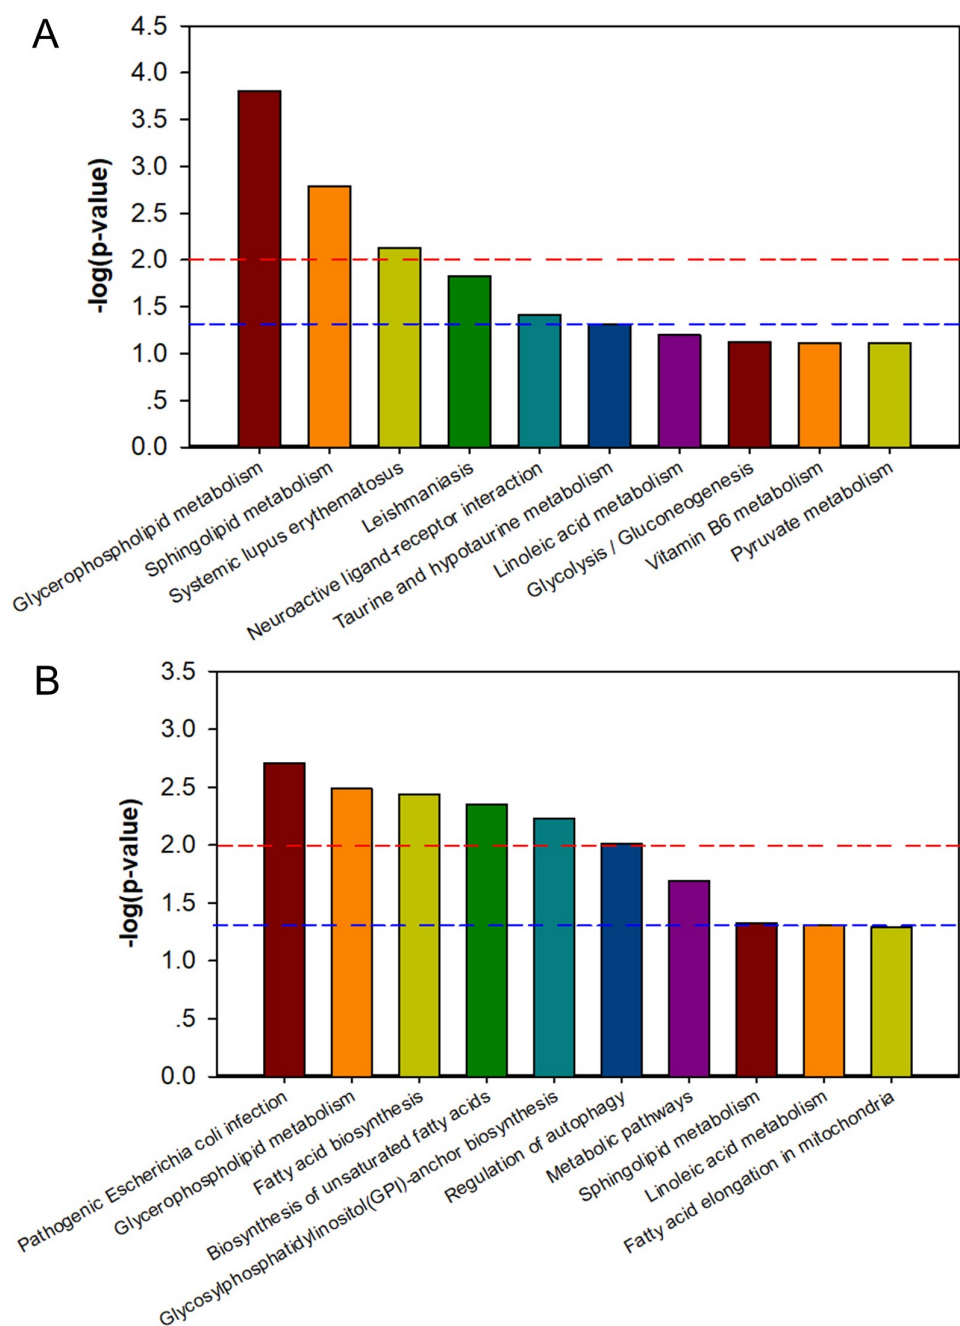 A
4.5
4.0
3.5
3.0
2.5
2.0
1.5
1.0
.5
0.0
-log(p-value)
Glycerophospholipid metabolism
Sphingolipid metabolism
Systemic lupus erythematosus
Leishmaniasis
Neuroactive ligand-receptor interaction
Taurine and hypotaurine metabolism
Linoleic acid metabolism
Glycolysis / Gluconeogenesis
Vitamin B6 metabolism
Pyruvate metabolism
B
3.5
3.0
2.5
2.0
1.5
1.0
.5
0.0
-log(p-value)
Pathogenic Escherichia coli infection
Glycerophospholipid metabolism
Fatty acid biosynthesis
Biosynthesis of unsaturated fatty acids
Glycosylphosphatidylinositol(GPI)-anchor biosynthesis
Regulation of autophagy
Metabolic pathways
Sphingolipid metabolism
Linoleic acid metabolism
Fatty acid elongation in mitochondria